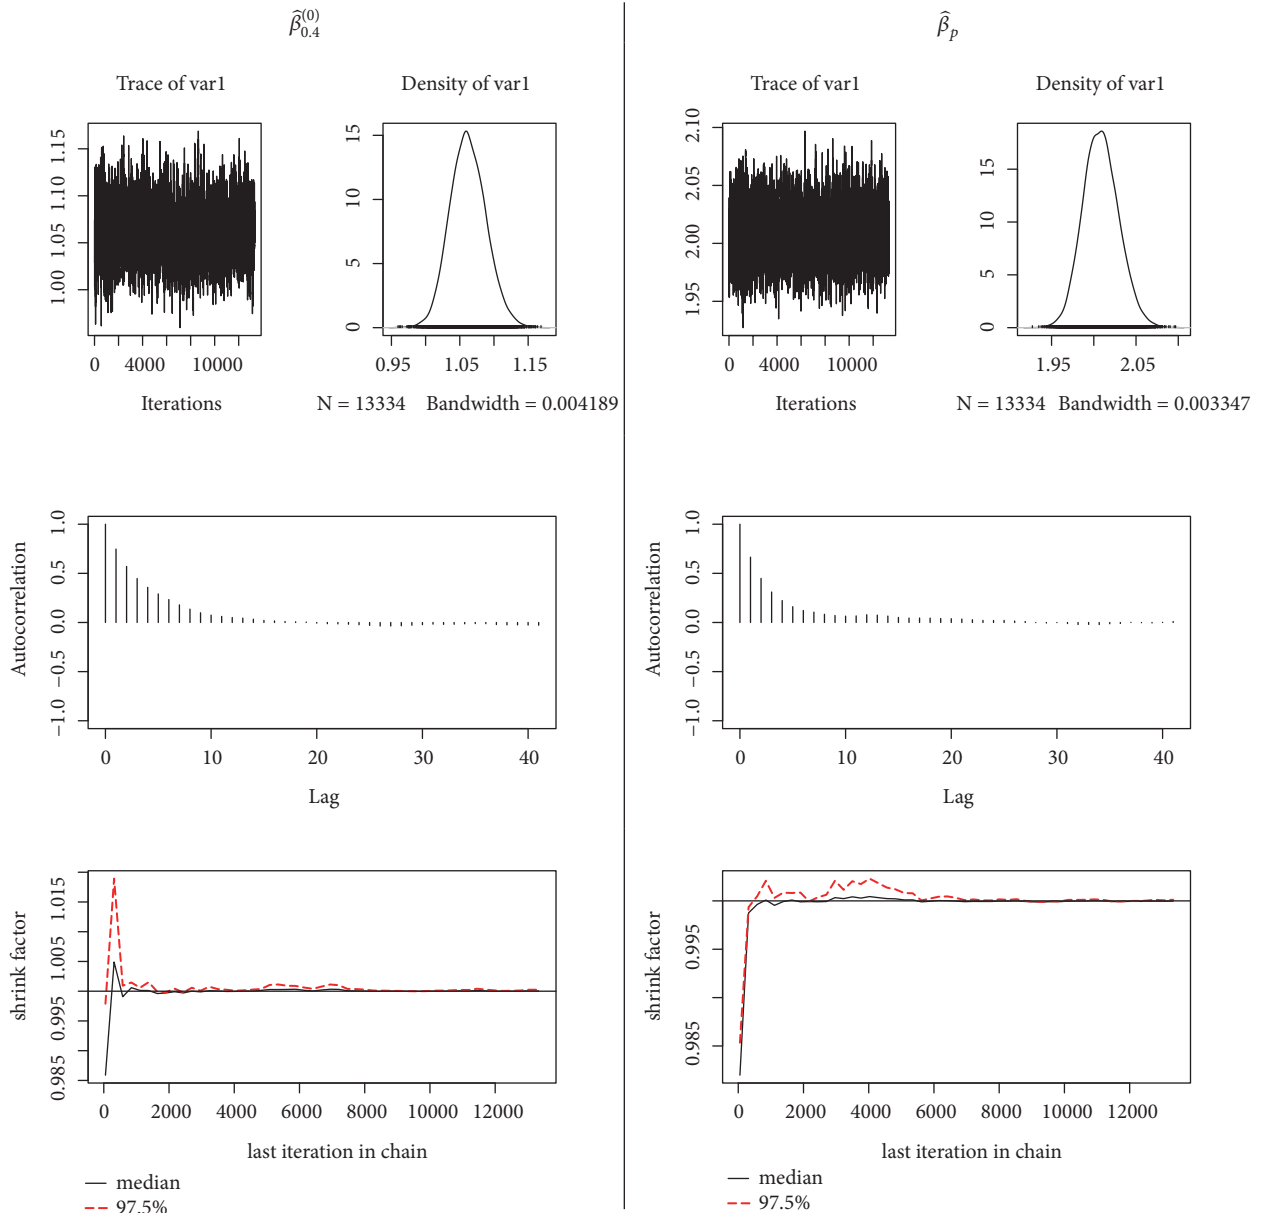 β̂₀.₄⁽⁰⁾
Trace of var1
Density of var1
1.00 1.05 1.10 1.15
0 4000 10000
Iterations
0 5 10 15
0.95 1.05 1.15
N = 13334 Bandwidth = 0.004189
Autocorrelation
−1.0 −0.5 0.0 0.5 1.0
0 10 20 30 40
Lag
shrink factor
0.985 0.995 1.005 1.015
0 2000 4000 6000 8000 10000 12000
last iteration in chain
median
97.5%
β̂ₚ
Trace of var1
Density of var1
1.95 2.00 2.05 2.10
0 4000 10000
Iterations
0 5 10 15
1.95 2.05
N = 13334 Bandwidth = 0.003347
Autocorrelation
−1.0 −0.5 0.0 0.5 1.0
0 10 20 30 40
Lag
shrink factor
0.985 0.995
0 2000 4000 6000 8000 10000 12000
last iteration in chain
median
97.5%